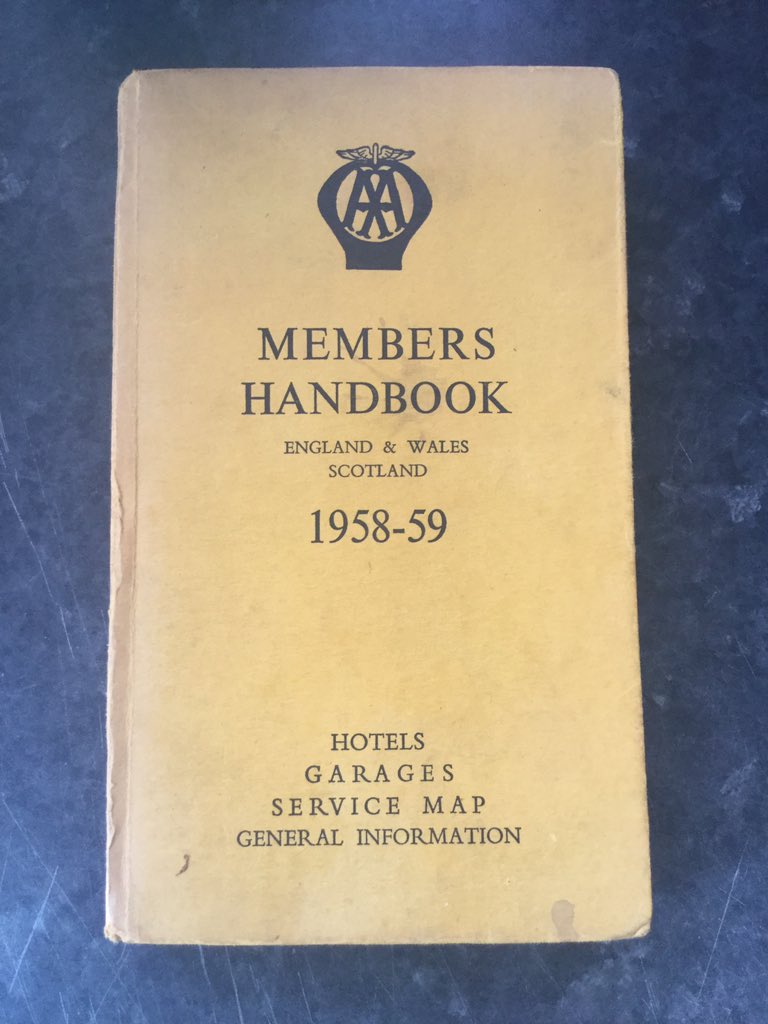 AA
MEMBERS
HANDBOOK
ENGLAND & WALES
SCOTLAND
1958-59
HOTELS
GARAGES
SERVICE MAP
GENERAL INFORMATION